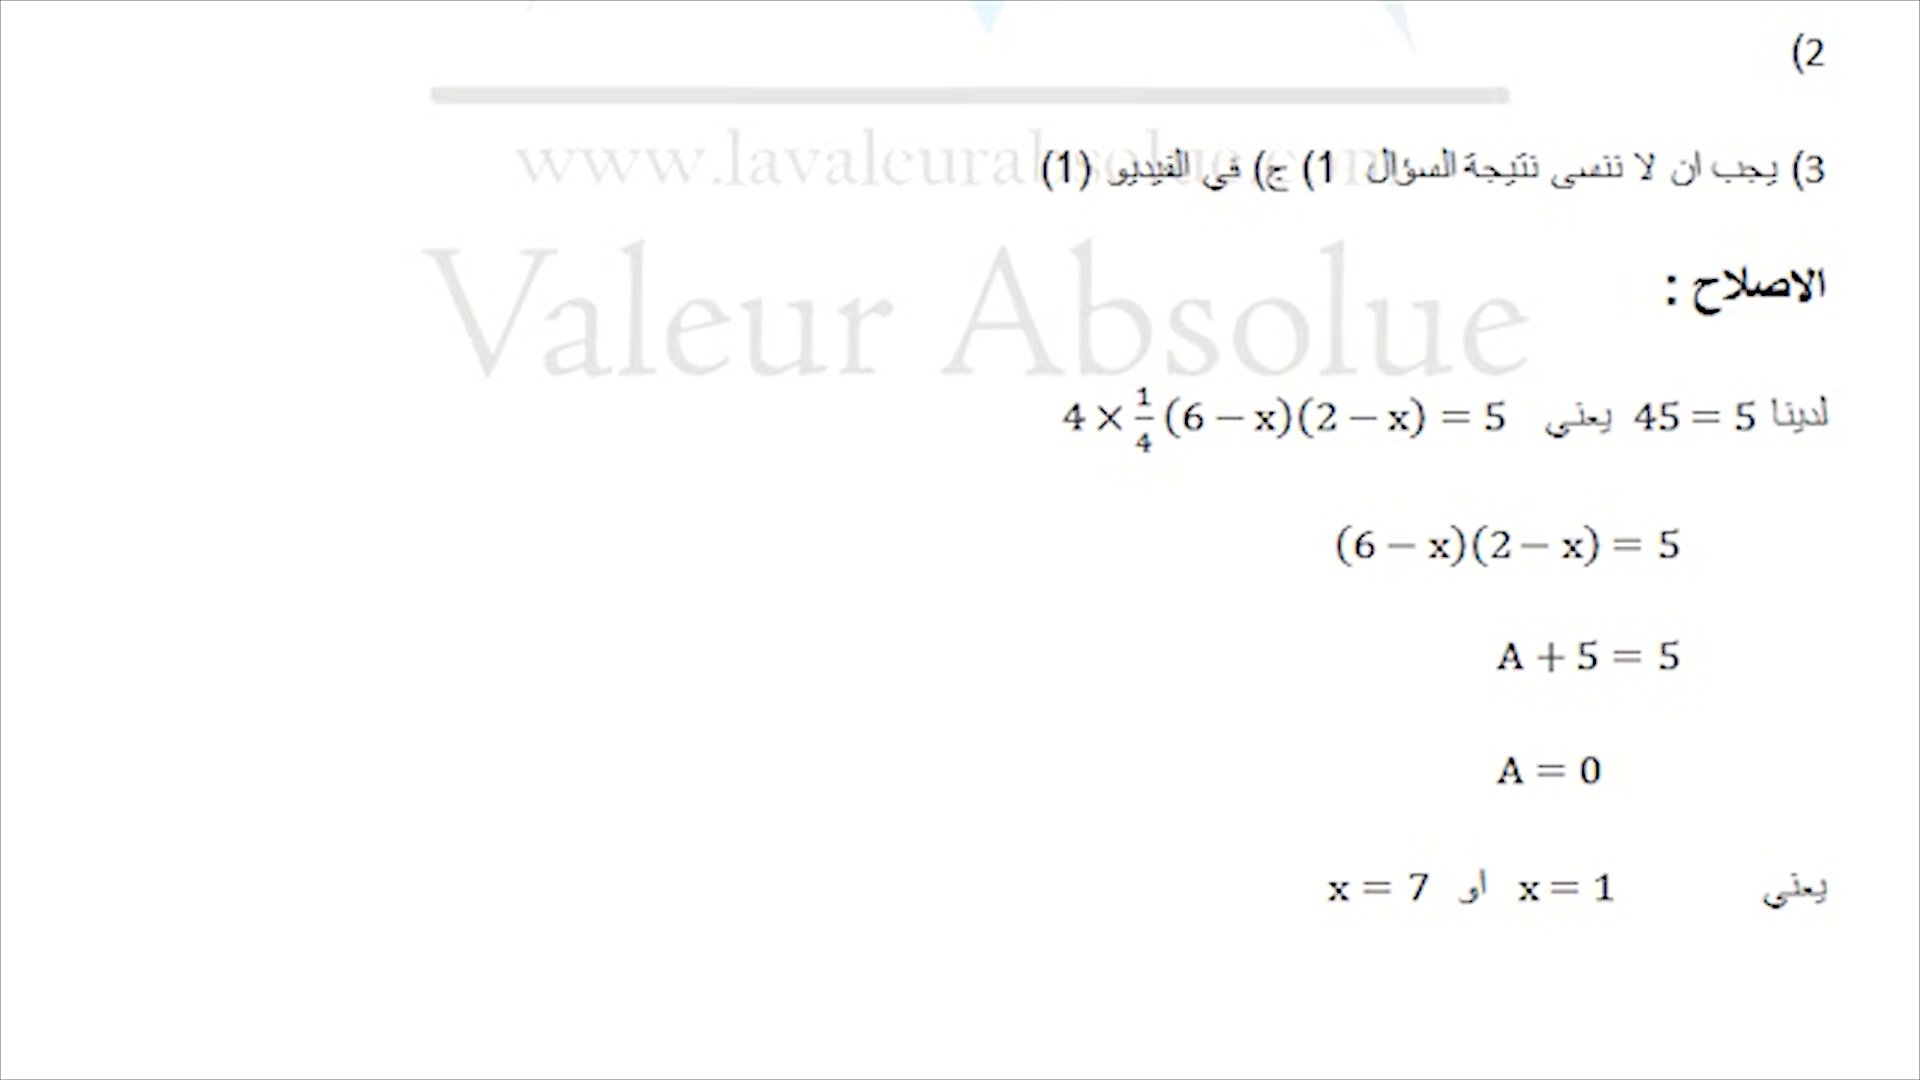 2)
www.lavaleurabsolue.com
3) يجب ان لا ننسى نتيجة السؤال 1) ج) في الفيديو (1)
Valeur Absolue
الاصلاح :
لدينا 45 = 5 يعني 4 × 1/4 (6 − x)(2 − x) = 5
(6 − x)(2 − x) = 5
A + 5 = 5
A = 0
يعني x = 1 او x = 7